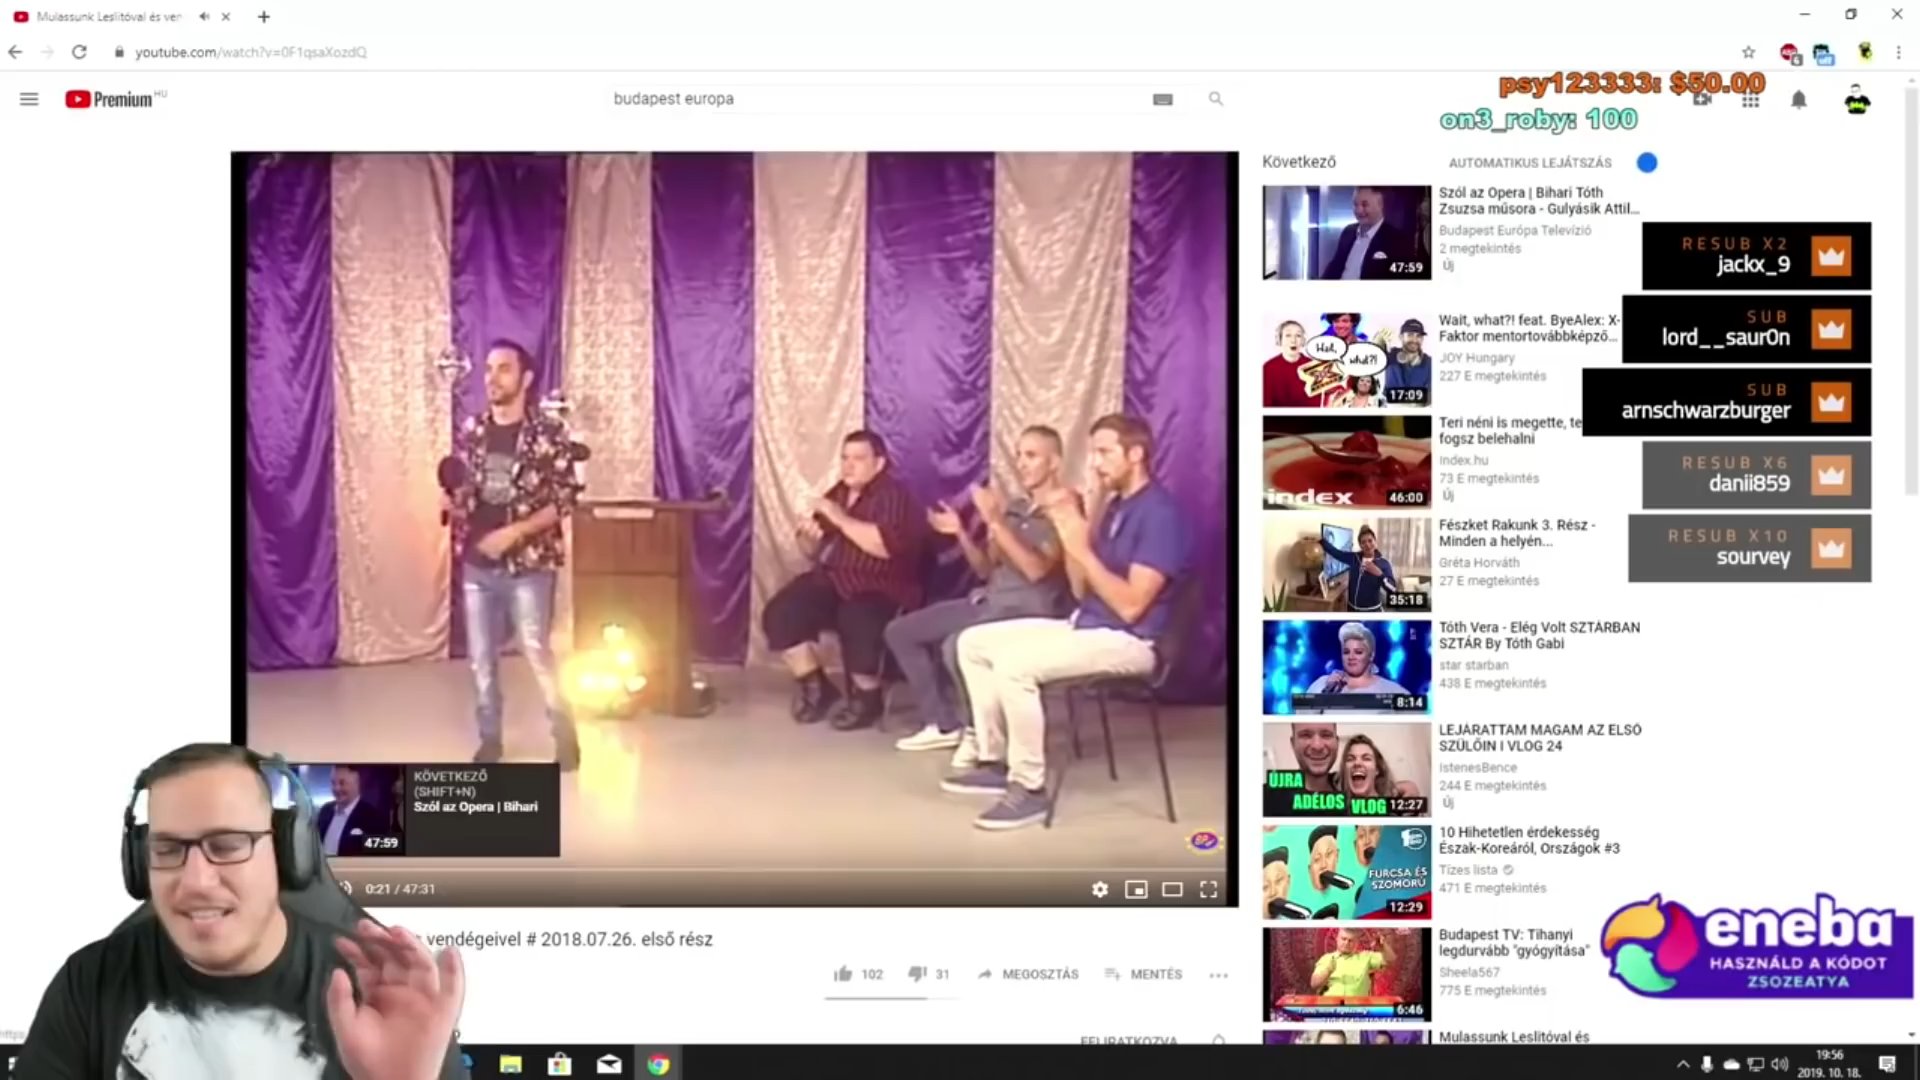 Mulassunk Leslitóval és ven
youtube.com/watch?v=0F1qsaXozdQ
Premium HU
budapest europa
psy123333: $50.00
on3_roby: 100
Következő
AUTOMATIKUS LEJÁTSZÁS
Szól az Opera | Bihari Tóth
Zsuzsa műsora - Gulyásik Attil...
Budapest Európa Televízió
2 megtekintés
Új
47:59
Wait, what?! feat. ByeAlex: X-
Faktor mentortovábbképző...
JOY Hungary
227 E megtekintés
Wait,
what?!
17:09
Teri néni is megette, te
fogsz belehalni
Index.hu
73 E megtekintés
Új
index
46:00
Fészket Rakunk 3. Rész -
Minden a helyén...
Gréta Horváth
27 E megtekintés
35:18
Tóth Vera - Elég Volt SZTÁRBAN
SZTÁR By Tóth Gabi
star starban
438 E megtekintés
8:14
LEJÁRATTAM MAGAM AZ ELSŐ
SZÜLŐIN I VLOG 24
IstenesBence
244 E megtekintés
Új
ÚJRA
ADÉLOS VLOG
12:27
10 Hihetetlen érdekesség
Észak-Koreáról, Országok #3
Tízes lista
471 E megtekintés
FURCSA ÉS
SZOMORÚ
12:29
Budapest TV: Tihanyi
legdurvább "gyógyítása"
Sheela567
775 E megtekintés
6:46
Mulassunk Leslitóval és
RESUB X2
jackx_9
SUB
lord__saur0n
SUB
arnschwarzburger
RESUB X6
danii859
RESUB X10
sourvey
KÖVETKEZŐ
(SHIFT+N)
Szól az Opera | Bihari
47:59
0:21 / 47:31
vendégeivel # 2018.07.26. első rész
102
31
MEGOSZTÁS
MENTÉS
FELIRATKOZVA
eneba
HASZNÁLD A KÓDOT
ZSOZEATYA
19:56
2019. 10. 18.